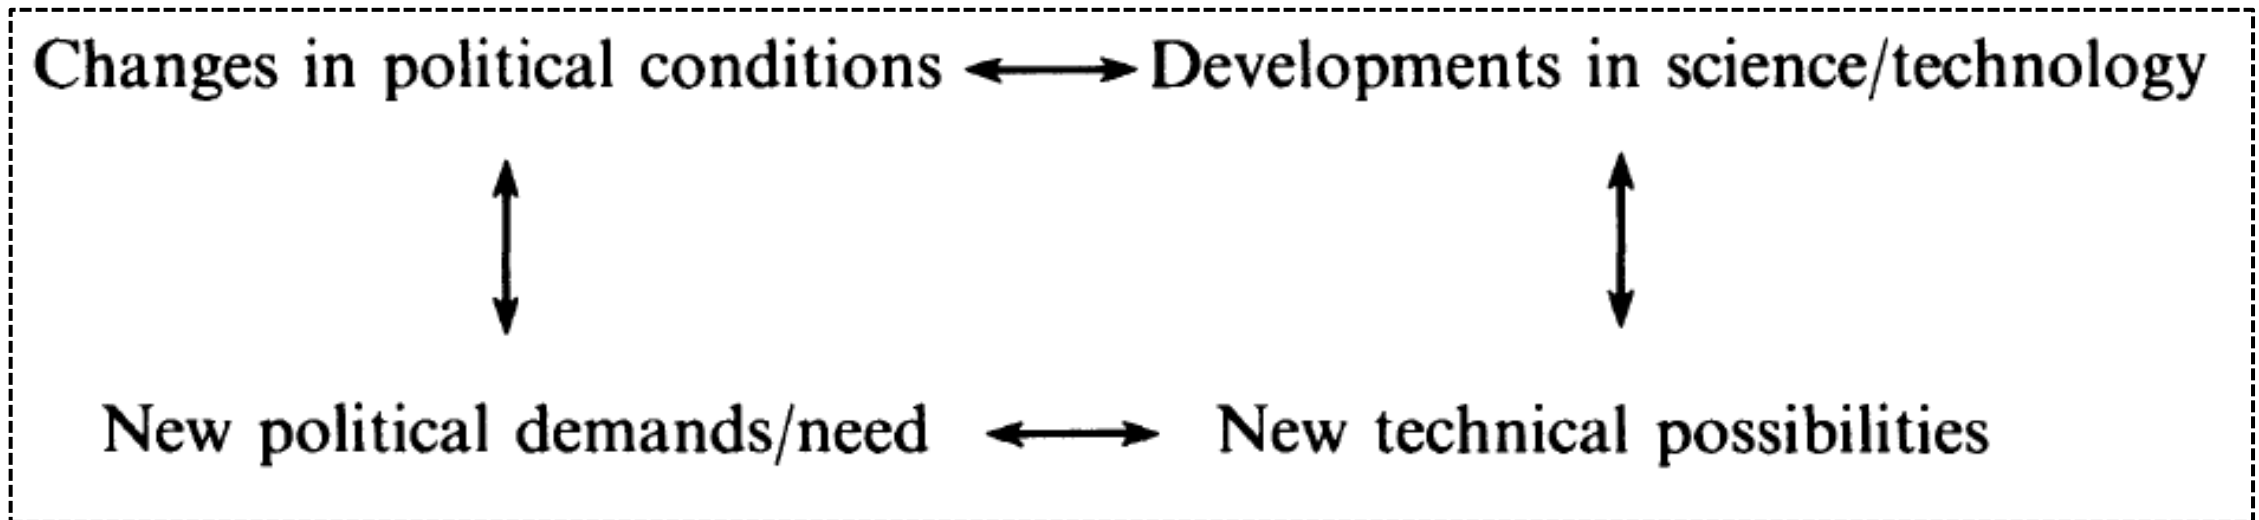 Changes in political conditions ⟷ Developments in science/technology
New political demands/need ⟷ New technical possibilities